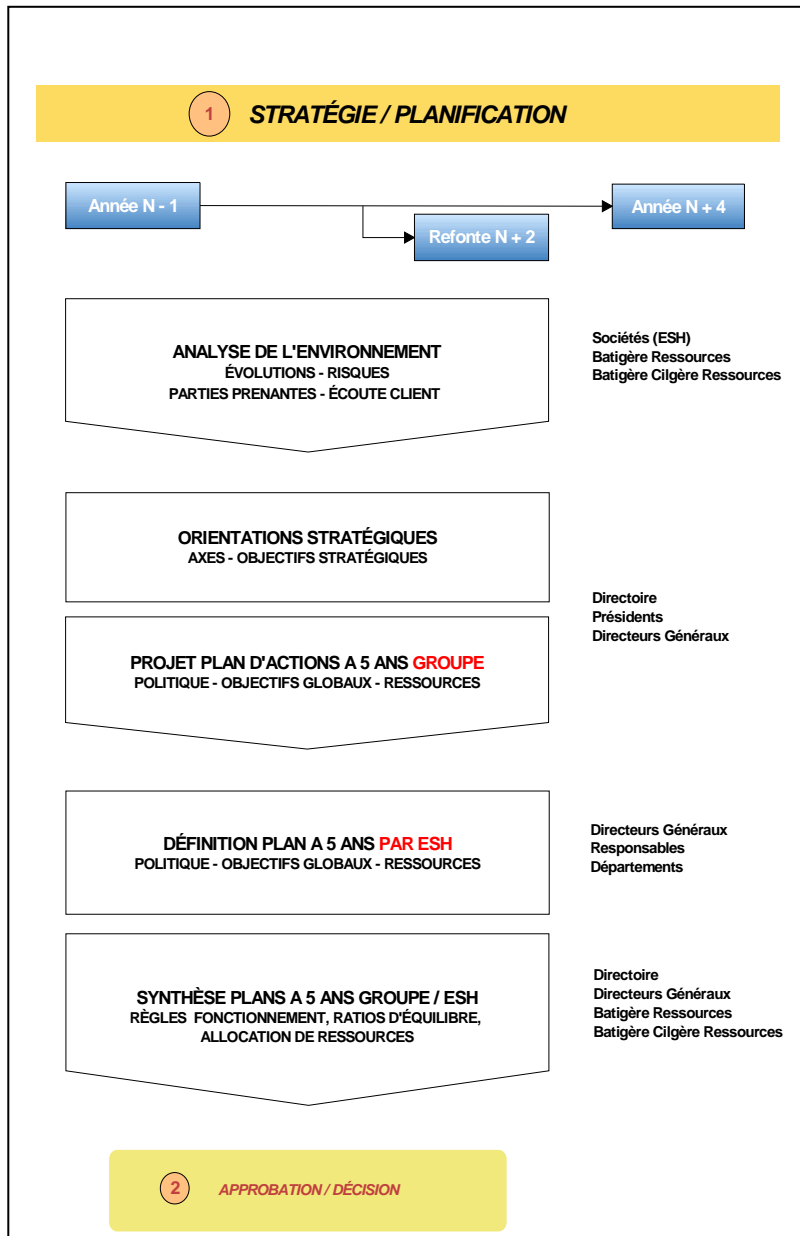 1 STRATÉGIE / PLANIFICATION
Année N - 1
Année N + 4
Refonte N + 2
ANALYSE DE L'ENVIRONNEMENT
ÉVOLUTIONS - RISQUES
PARTIES PRENANTES - ÉCOUTE CLIENT
Sociétés (ESH)
Batigère Ressources
Batigère Cilgère Ressources
ORIENTATIONS STRATÉGIQUES
AXES - OBJECTIFS STRATÉGIQUES
Directoire
Présidents
Directeurs Généraux
PROJET PLAN D'ACTIONS A 5 ANS GROUPE
POLITIQUE - OBJECTIFS GLOBAUX - RESSOURCES
DÉFINITION PLAN A 5 ANS PAR ESH
POLITIQUE - OBJECTIFS GLOBAUX - RESSOURCES
Directeurs Généraux
Responsables
Départements
SYNTHÈSE PLANS A 5 ANS GROUPE / ESH
RÈGLES FONCTIONNEMENT, RATIOS D'ÉQUILIBRE,
ALLOCATION DE RESSOURCES
Directoire
Directeurs Généraux
Batigère Ressources
Batigère Cilgère Ressources
2 APPROBATION / DÉCISION